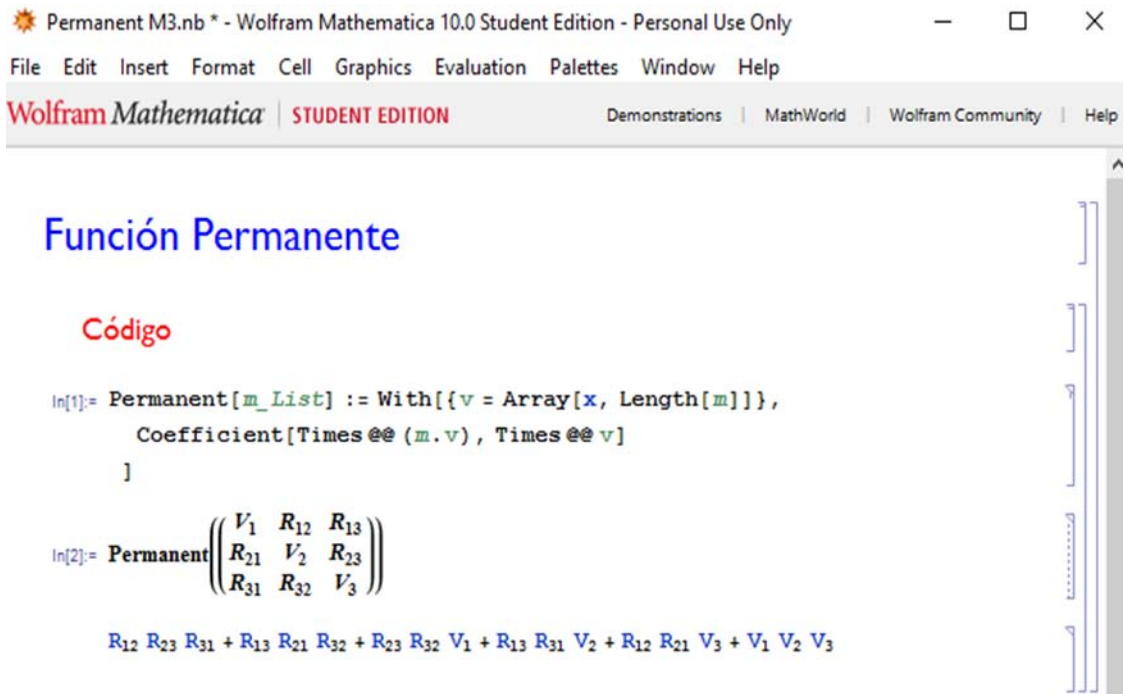 Permanent M3.nb * - Wolfram Mathematica 10.0 Student Edition - Personal Use Only
File Edit Insert Format Cell Graphics Evaluation Palettes Window Help
Wolfram Mathematica | STUDENT EDITION Demonstrations | MathWorld | Wolfram Community | Help
Función Permanente
Código
In[1]:= Permanent[m_List] := With[{v = Array[x, Length[m]]},
Coefficient[Times @@ (m.v), Times @@ v]
]
V₁ R₁₂ R₁₃
In[2]:= Permanent(( R₂₁ V₂ R₂₃ ))
R₃₁ R₃₂ V₃
R₁₂ R₂₃ R₃₁ + R₁₃ R₂₁ R₃₂ + R₂₃ R₃₂ V₁ + R₁₃ R₃₁ V₂ + R₁₂ R₂₁ V₃ + V₁ V₂ V₃